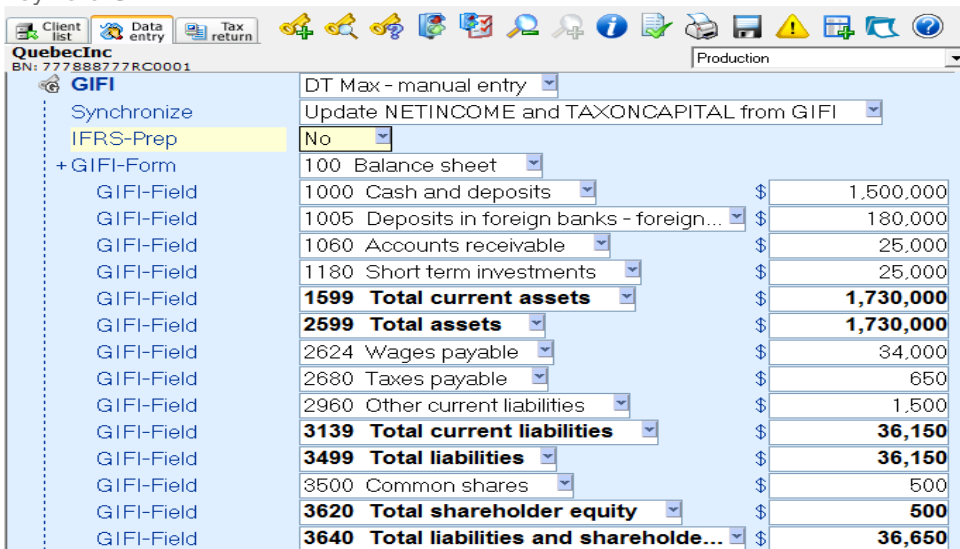 Client list
Data entry
Tax return
QuebecInc
BN: 777888777RC0001
Production
GIFI DT Max - manual entry
Synchronize Update NETINCOME and TAXONCAPITAL from GIFI
IFRS-Prep No
+GIFI-Form 100 Balance sheet
GIFI-Field 1000 Cash and deposits $ 1,500,000
GIFI-Field 1005 Deposits in foreign banks - foreign... $ 180,000
GIFI-Field 1060 Accounts receivable $ 25,000
GIFI-Field 1180 Short term investments $ 25,000
GIFI-Field 1599 Total current assets $ 1,730,000
GIFI-Field 2599 Total assets $ 1,730,000
GIFI-Field 2624 Wages payable $ 34,000
GIFI-Field 2680 Taxes payable $ 650
GIFI-Field 2960 Other current liabilities $ 1,500
GIFI-Field 3139 Total current liabilities $ 36,150
GIFI-Field 3499 Total liabilities $ 36,150
GIFI-Field 3500 Common shares $ 500
GIFI-Field 3620 Total shareholder equity $ 500
GIFI-Field 3640 Total liabilities and shareholde... $ 36,650